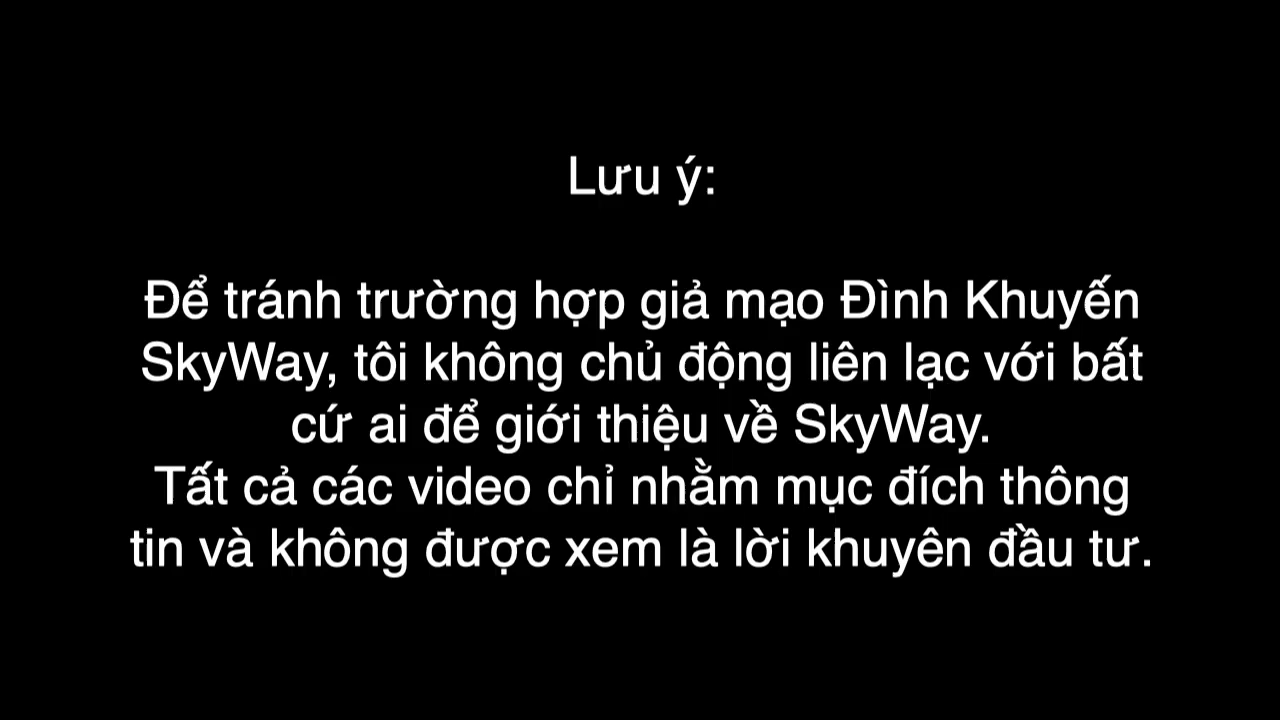 Lưu ý:
Để tránh trường hợp giả mạo Đình Khuyến
SkyWay, tôi không chủ động liên lạc với bất
cứ ai để giới thiệu về SkyWay.
Tất cả các video chỉ nhằm mục đích thông
tin và không được xem là lời khuyên đầu tư.